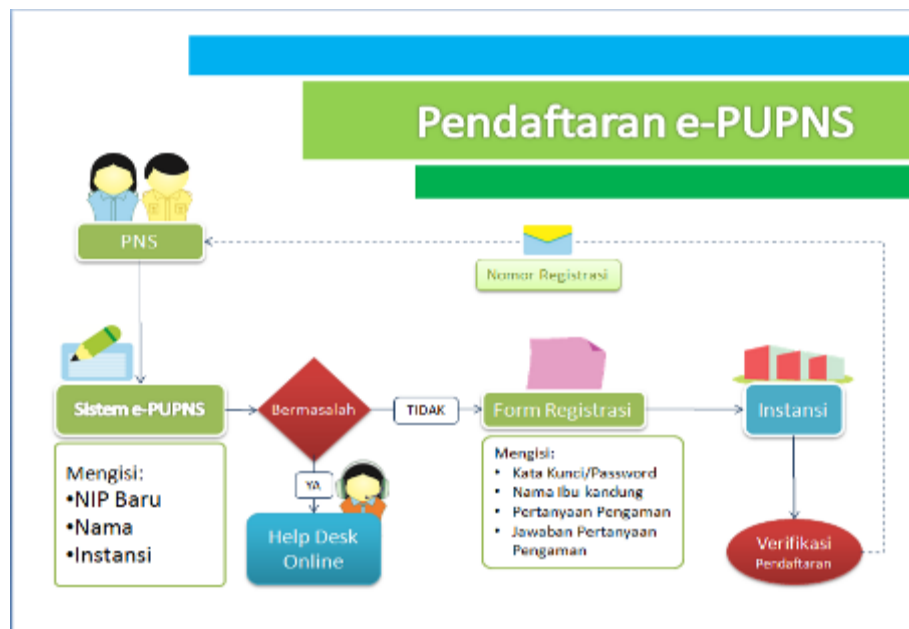 Pendaftaran e-PUPNS
PNS
Nomor Registrasi
Sistem e-PUPNS
Bermasalah
TIDAK
Form Registrasi
Instansi
Mengisi:
•NIP Baru
•Nama
•Instansi
YA
Help Desk
Online
Mengisi:
• Kata Kunci/Password
• Nama Ibu kandung
• Pertanyaan Pengaman
• Jawaban Pertanyaan
Pengaman
Verifikasi
Pendaftaran